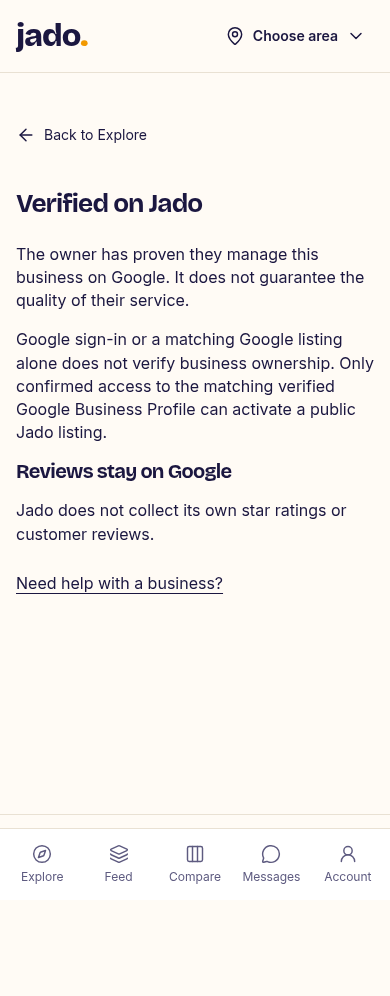 jado.
Choose area
Back to Explore
Verified on Jado
The owner has proven they manage this
business on Google. It does not guarantee the
quality of their service.
Google sign-in or a matching Google listing
alone does not verify business ownership. Only
confirmed access to the matching verified
Google Business Profile can activate a public
Jado listing.
Reviews stay on Google
Jado does not collect its own star ratings or
customer reviews.
Need help with a business?
Explore Feed Compare Messages Account